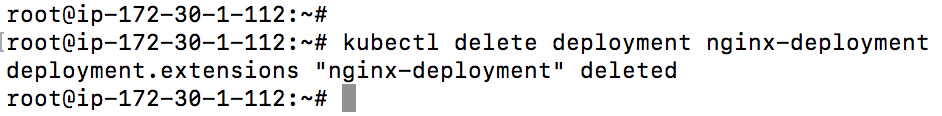 root@ip-172-30-1-112:~#
root@ip-172-30-1-112:~# kubectl delete deployment nginx-deployment
deployment.extensions "nginx-deployment" deleted
root@ip-172-30-1-112:~#